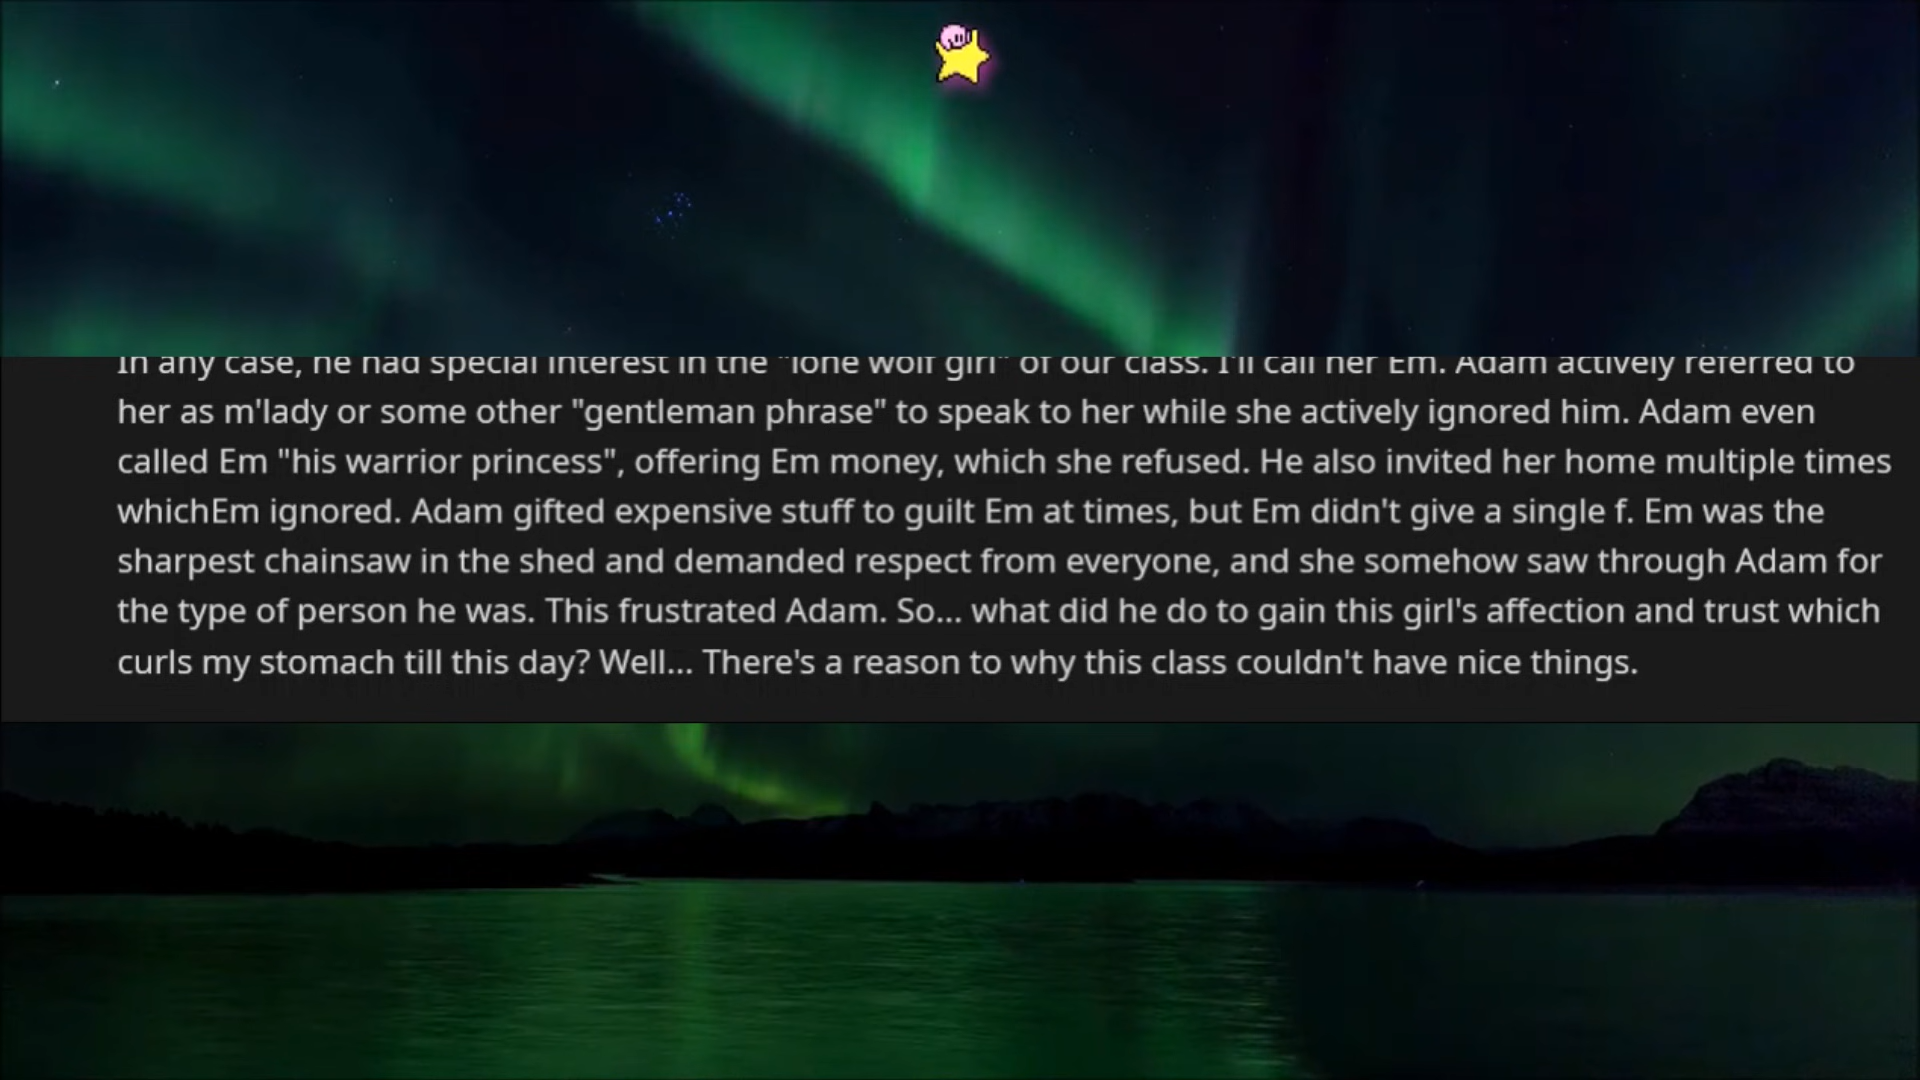 In any case, he had special interest in the "lone wolf girl" of our class. I'll call her Em. Adam actively referred to
her as m'lady or some other "gentleman phrase" to speak to her while she actively ignored him. Adam even
called Em "his warrior princess", offering Em money, which she refused. He also invited her home multiple times
whichEm ignored. Adam gifted expensive stuff to guilt Em at times, but Em didn't give a single f. Em was the
sharpest chainsaw in the shed and demanded respect from everyone, and she somehow saw through Adam for
the type of person he was. This frustrated Adam. So... what did he do to gain this girl's affection and trust which
curls my stomach till this day? Well... There's a reason to why this class couldn't have nice things.